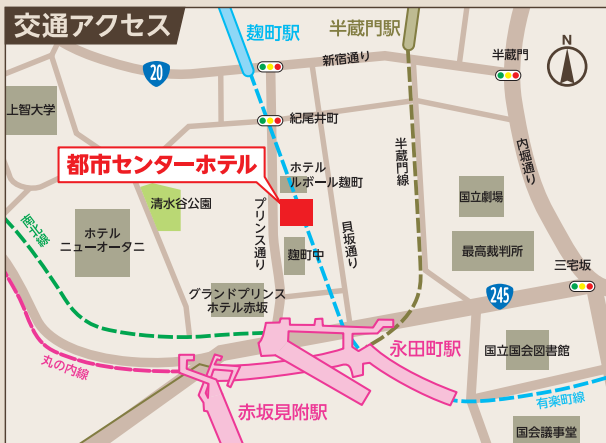 交通アクセス
麹町駅
半蔵門駅
N
20
新宿通り
半蔵門
上智大学
紀尾井町
半蔵門線
内堀通り
都市センターホテル
ホテル
ルポール麹町
清水谷公園
国立劇場
南北線
ホテル
ニューオータニ
プリンス通り
貝坂通り
麹町中
最高裁判所
三宅坂
グランドプリンス
ホテル赤坂
245
永田町駅
国立国会図書館
丸の内線
赤坂見附駅
有楽町線
国会議事堂